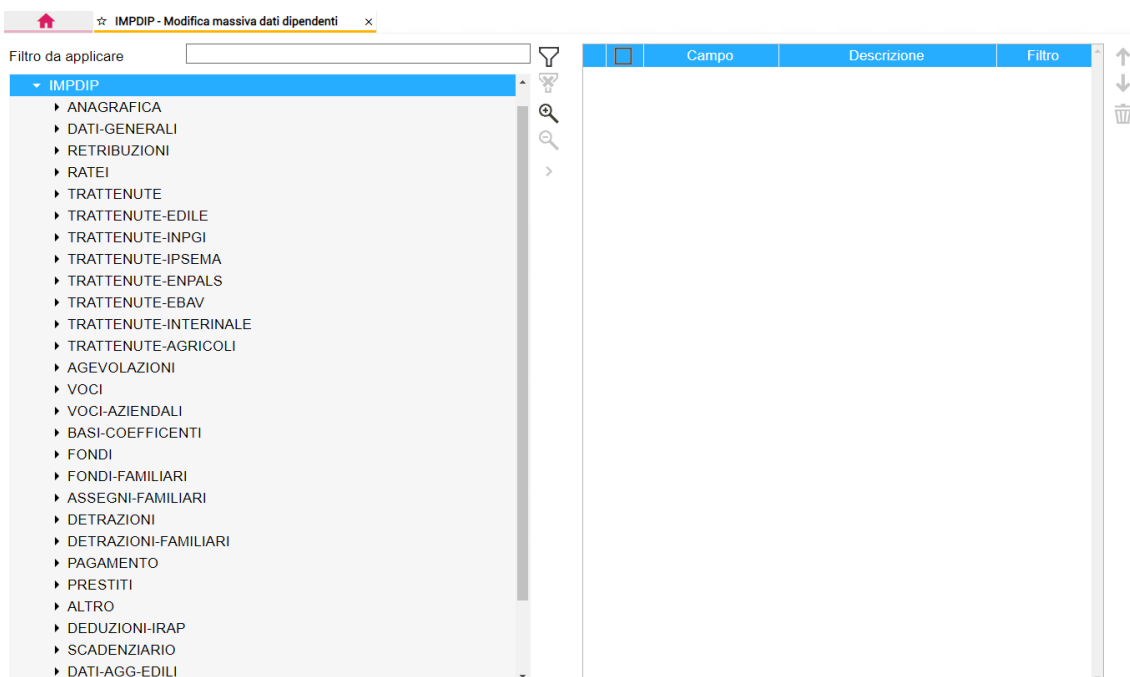 IMPDIP - Modifica massiva dati dipendenti
Filtro da applicare
Campo Descrizione Filtro
IMPDIP
ANAGRAFICA
DATI-GENERALI
RETRIBUZIONI
RATEI
TRATTENUTE
TRATTENUTE-EDILE
TRATTENUTE-INPGI
TRATTENUTE-IPSEMA
TRATTENUTE-ENPALS
TRATTENUTE-EBAV
TRATTENUTE-INTERINALE
TRATTENUTE-AGRICOLI
AGEVOLAZIONI
VOCI
VOCI-AZIENDALI
BASI-COEFFICENTI
FONDI
FONDI-FAMILIARI
ASSEGNI-FAMILIARI
DETRAZIONI
DETRAZIONI-FAMILIARI
PAGAMENTO
PRESTITI
ALTRO
DEDUZIONI-IRAP
SCADENZIARIO
DATI-AGG-EDILI